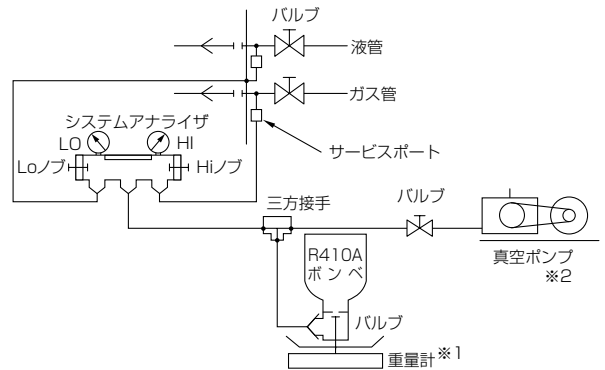 バルブ
液管
ガス管
システムアナライザ
LO
HI
Loノブ
Hiノブ
サービスポート
三方接手
バルブ
R410A
ボンベ
真空ポンプ
※2
バルブ
重量計※1